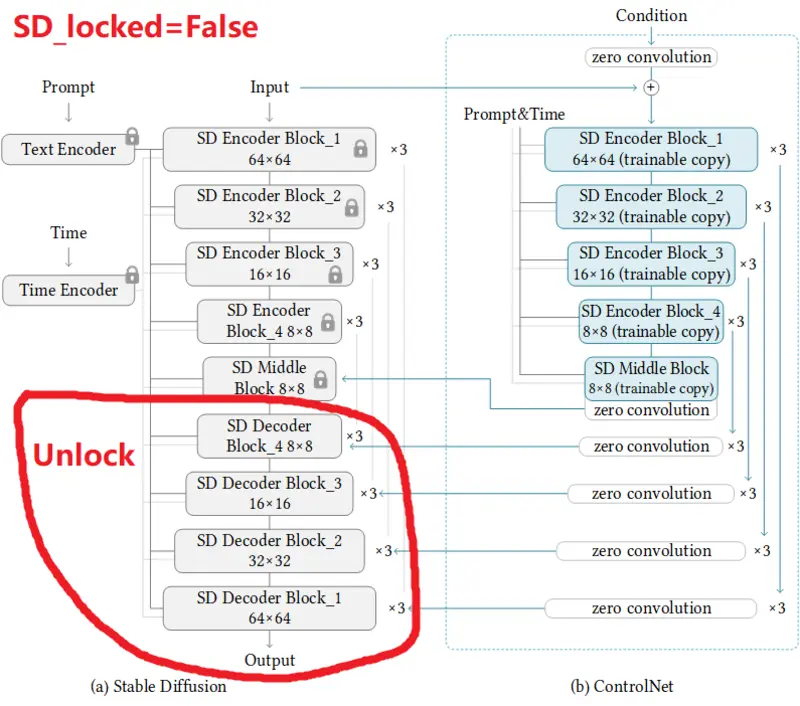 SD_locked=False
Condition
zero convolution
+
Prompt
Input
Prompt&Time
Text Encoder
SD Encoder Block_1
64×64
×3
SD Encoder Block_1
64×64 (trainable copy)
×3
SD Encoder Block_2
32×32
×3
SD Encoder Block_2
32×32 (trainable copy)
×3
Time
SD Encoder Block_3
16×16
×3
SD Encoder Block_3
16×16 (trainable copy)
×3
Time Encoder
SD Encoder
Block_4 8×8
×3
SD Encoder Block_4
8×8 (trainable copy)
×3
SD Middle
Block 8×8
SD Middle Block
8×8 (trainable copy)
zero convolution
Unlock
SD Decoder
Block_4 8×8
×3
zero convolution
×3
SD Decoder Block_3
16×16
×3
zero convolution
×3
SD Decoder Block_2
32×32
×3
zero convolution
×3
SD Decoder Block_1
64×64
×3
zero convolution
×3
Output
(a) Stable Diffusion
(b) ControlNet